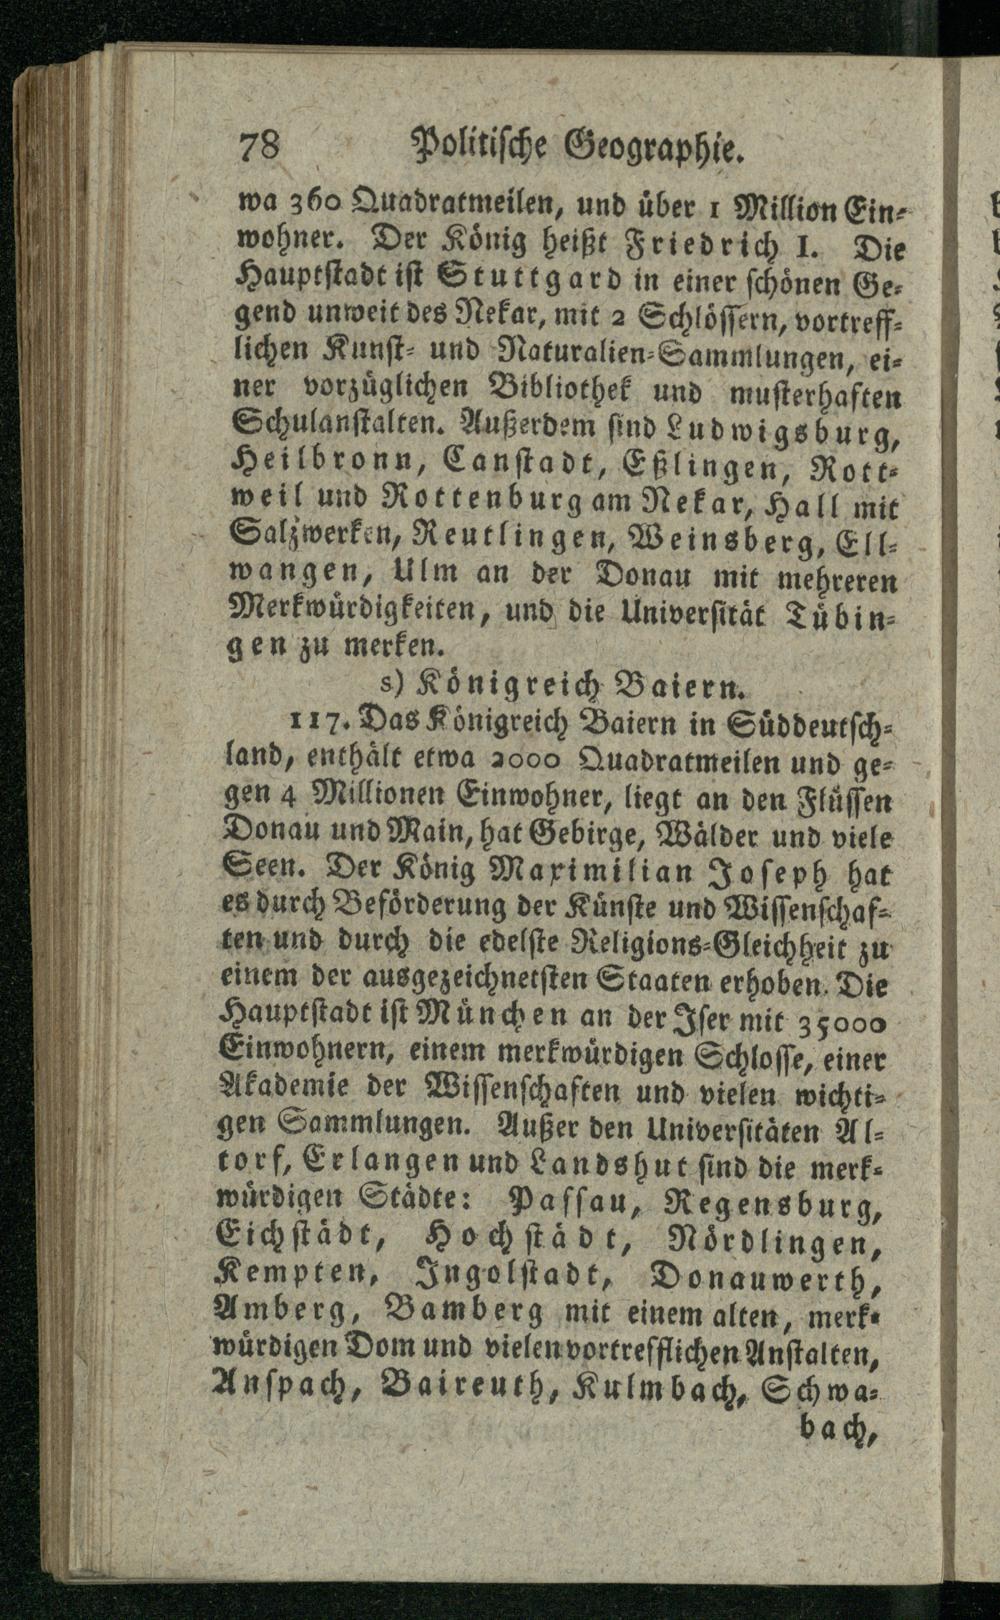 78 Politische Geographie.
wa 360 Quadratmeilen, und über 1 Million Ein-
wohner. Der König heißt Friedrich I. Die
Hauptstadt ist Stuttgard in einer schönen Ge-
gend unweit des Nekar, mit 2 Schlössern, vortreff-
lichen Kunst- und Naturalien-Sammlungen, ei-
ner vorzüglichen Bibliothek und musterhaften
Schulanstalten. Außerdem sind Ludwigsburg,
Heilbronn, Canstadt, Eßlingen, Rott-
weil und Rottenburg am Nekar, Hall mit
Salzwerken, Reutlingen, Weinsberg, Ell-
wangen, Ulm an der Donau mit mehreren
Merkwürdigkeiten, und die Universität Tübin-
gen zu merken.
s) Königreich Baiern.
117. Das Königreich Baiern in Süddeutsch-
land, enthält etwa 2000 Quadratmeilen und ge-
gen 4 Millionen Einwohner, liegt an den Flüssen
Donau und Main, hat Gebirge, Wälder und viele
Seen. Der König Maximilian Joseph hat
es durch Beförderung der Künste und Wissenschaf-
ten und durch die edelste Religions-Gleichheit zu
einem der ausgezeichnetsten Staaten erhoben. Die
Hauptstadt ist München an der Iser mit 35000
Einwohnern, einem merkwürdigen Schlosse, einer
Akademie der Wissenschaften und vielen wichti-
gen Sammlungen. Außer den Universitäten Al-
torf, Erlangen und Landshut sind die merk-
würdigen Städte: Passau, Regensburg,
Eichstädt, Hochstädt, Nördlingen,
Kempten, Ingolstadt, Donauwerth,
Amberg, Bamberg mit einem alten, merk-
würdigen Dom und vielen vortrefflichen Anstalten,
Anspach, Baireuth, Kulmbach, Schwa-
bach,